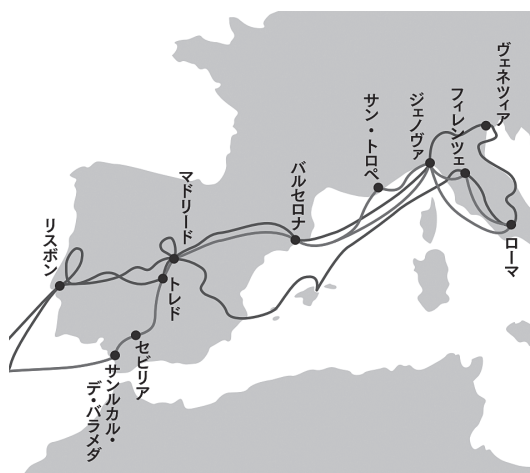 ヴェネツィア
フィレンツェ
ジェノヴァ
サン・トロペ
ローマ
バルセロナ
マドリード
トレド
リスボン
セビリア
サンルカル・
デ・バラメダ